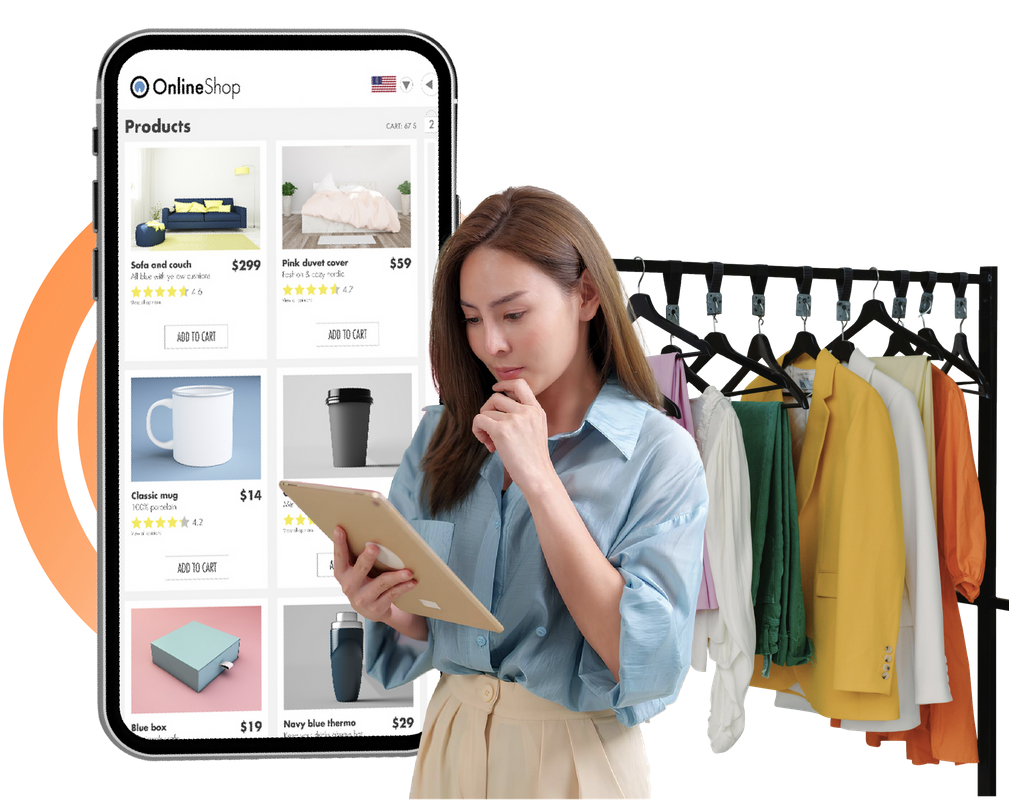 OnlineShop
Products
CART: 67 $
2
Sofa and couch $299
All blue with yellow cushions
4.6
ADD TO CART
Pink duvet cover $59
Fashion & cozy nordic
4.7
ADD TO CART
Classic mug $14
100% porcelain
4.2
ADD TO CART
Blue box $19
Navy blue thermo $29